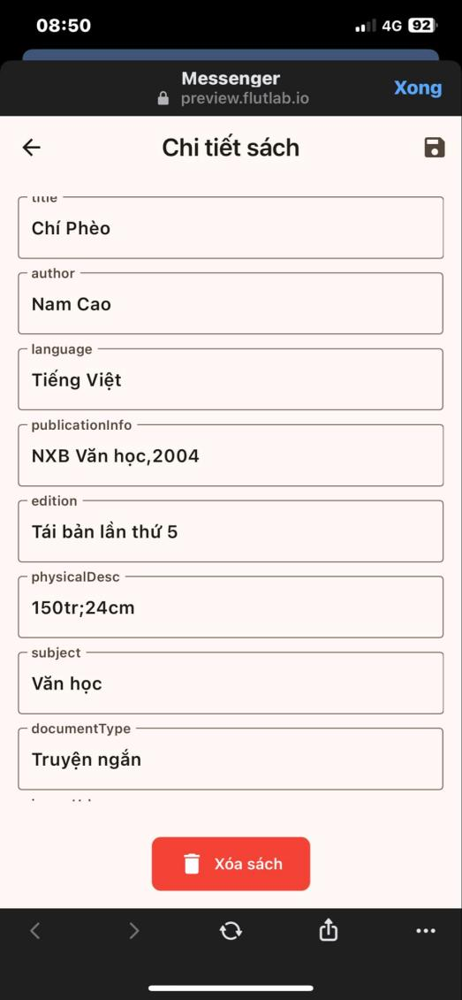 08:50
4G 92
Messenger
preview.flutlab.io
Xong
Chi tiết sách
title
Chí Phèo
author
Nam Cao
language
Tiếng Việt
publicationInfo
NXB Văn học,2004
edition
Tái bản lần thứ 5
physicalDesc
150tr;24cm
subject
Văn học
documentType
Truyện ngắn
Xóa sách